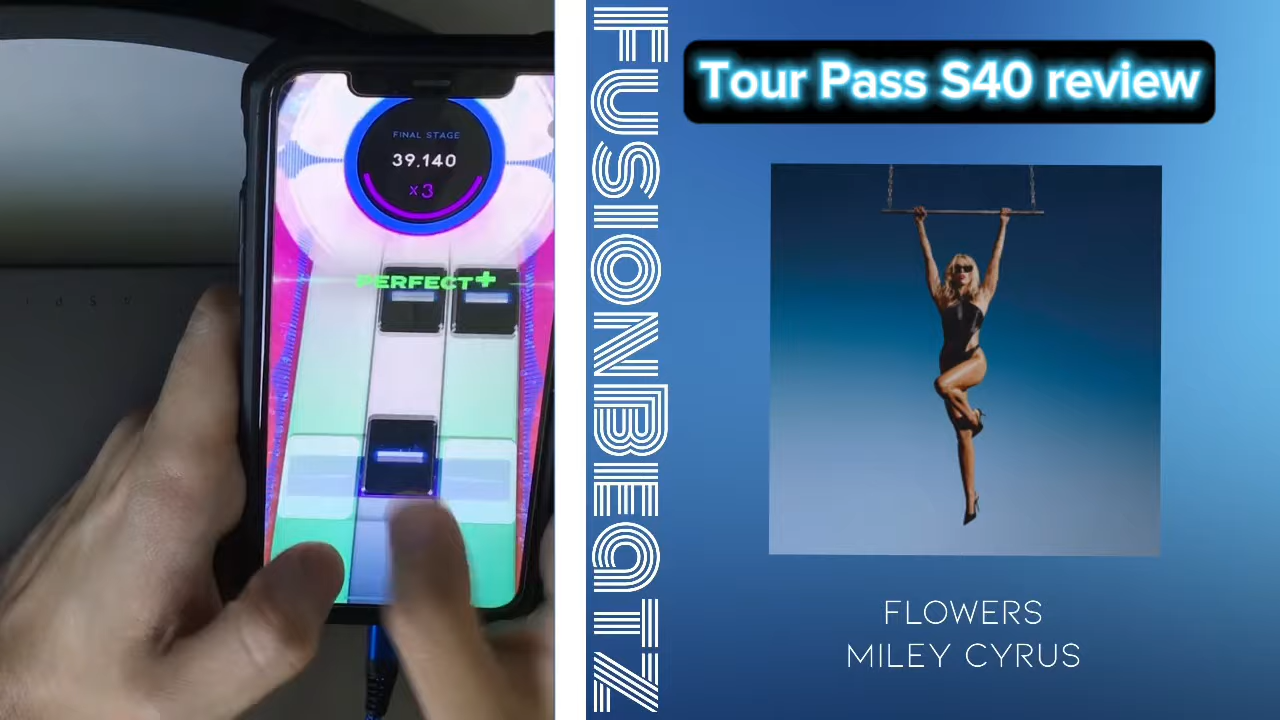 FINAL STAGE
39.140
x3
PERFECT+
FUSIONBEATZ
Tour Pass S40 review
FLOWERS
MILEY CYRUS